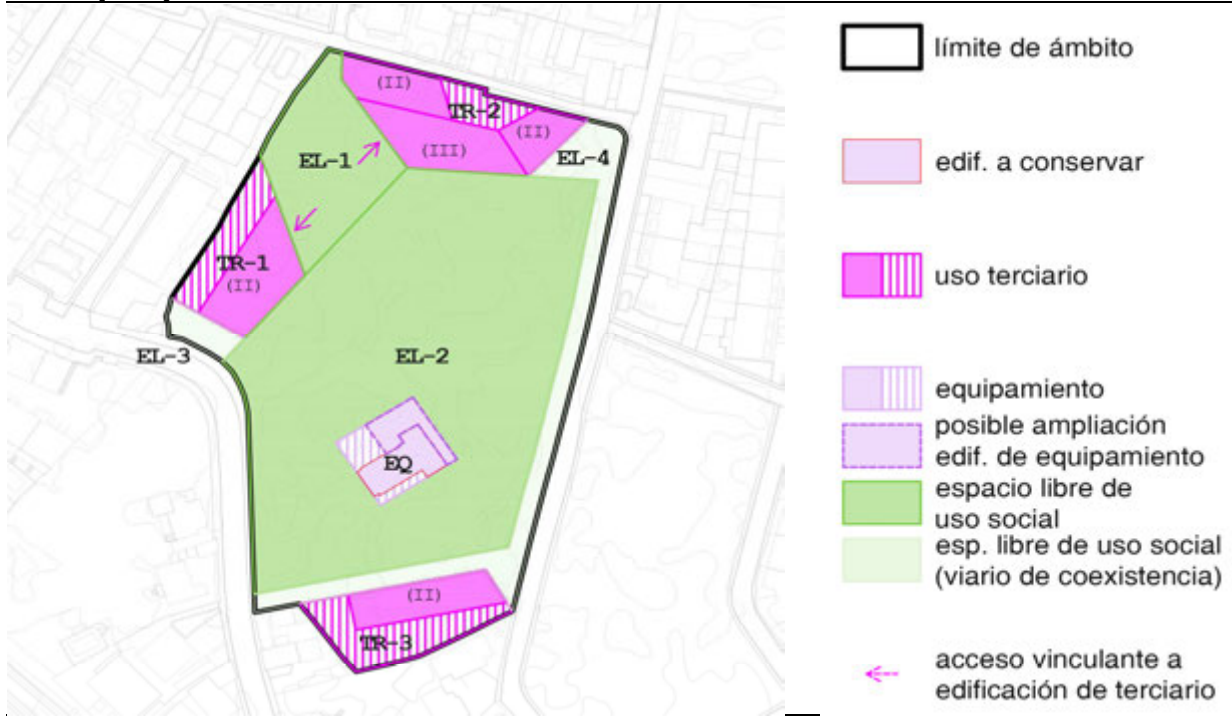 (II)
TR-2
(II)
(III)
EL-1
EL-4
TR-1
(II)
EL-3
EL-2
EQ
(II)
TR-3
límite de ámbito
edif. a conservar
uso terciario
equipamiento
posible ampliación
edif. de equipamiento
espacio libre de
uso social
esp. libre de uso social
(viario de coexistencia)
acceso vinculante a
edificación de terciario